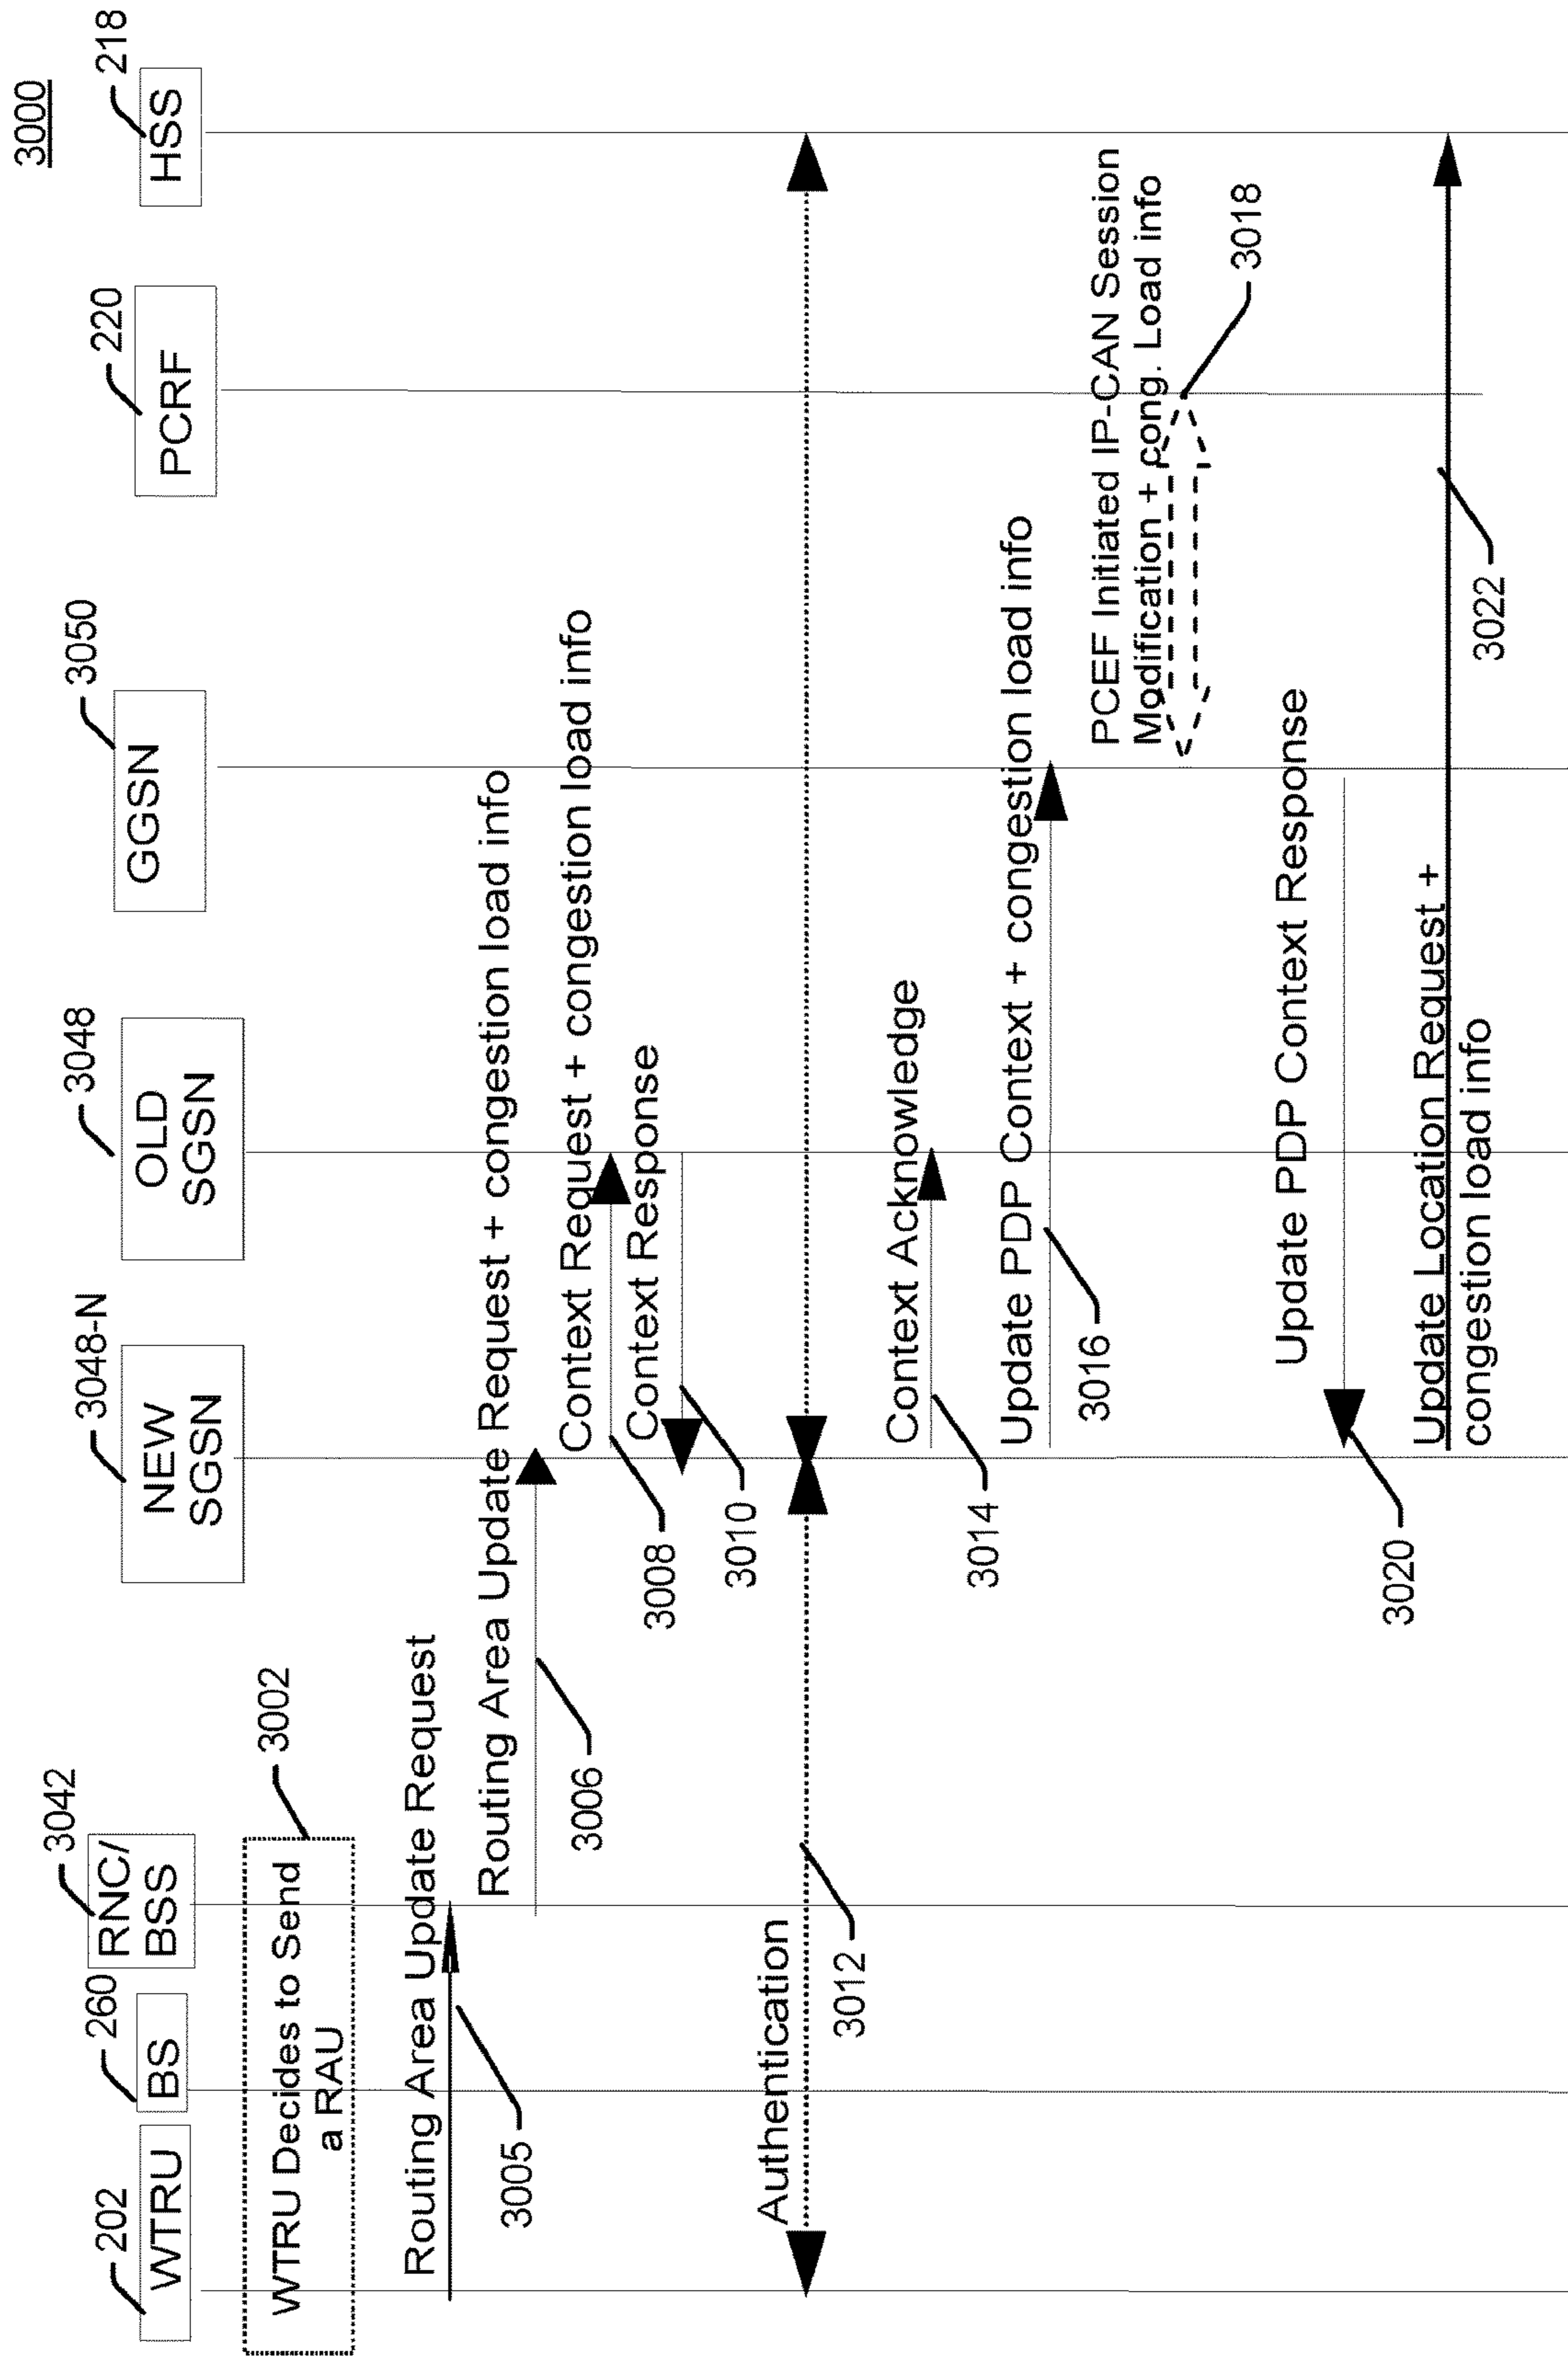 3000
202
WTRU
260
BS
3042
RNC/
BSS
3048-N
NEW
SGSN
3048
OLD
SGSN
3050
GGSN
220
PCRF
218
HSS
WTRU Decides to Send
a RAU
3002
Routing Area Update Request
3005
Routing Area Update Request + congestion load info
3006
Context Request + congestion load info
3008
Context Response
3010
Authentication
3012
Context Acknowledge
3014
Update PDP Context + congestion load info
3016
PCEF Initiated IP-CAN Session
Modification + cong. Load info
3018
Update PDP Context Response
3020
Update Location Request +
congestion load info
3022